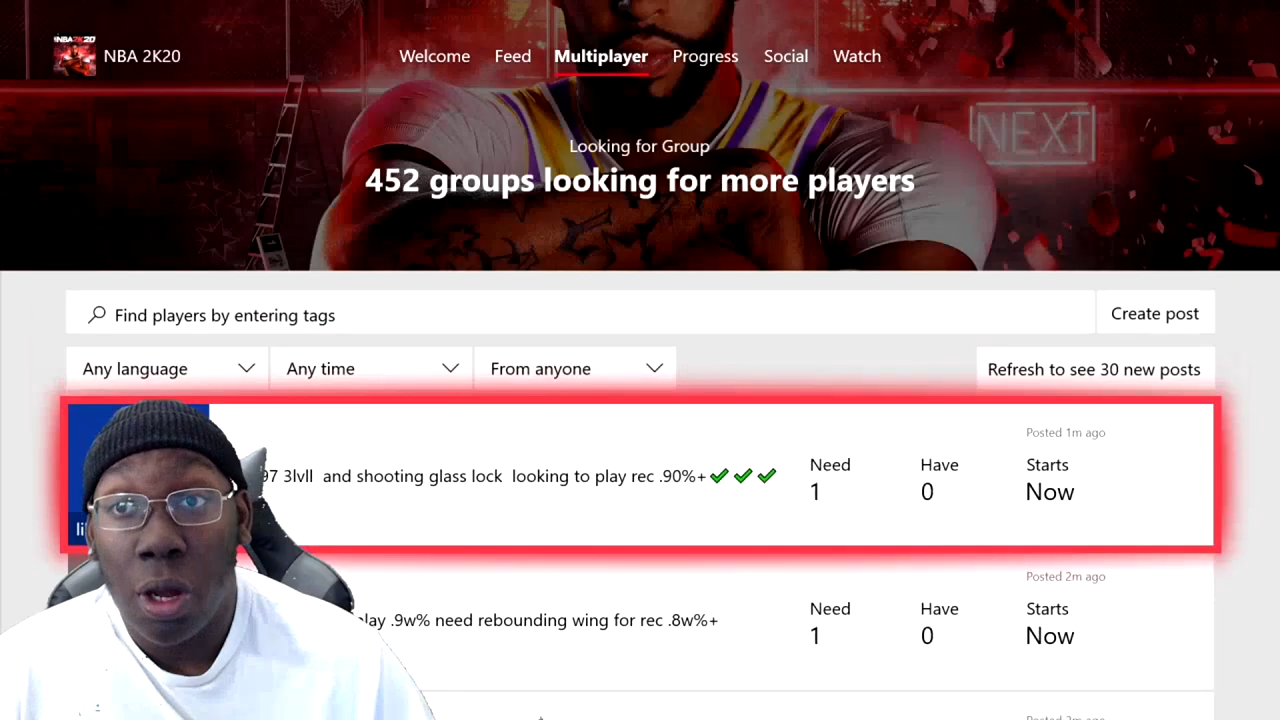 NBA 2K20
NBA 2K20
Welcome
Feed
Multiplayer
Progress
Social
Watch
NEXT
Looking for Group
452 groups looking for more players
Find players by entering tags
Create post
Any language
Any time
From anyone
Refresh to see 30 new posts
Posted 1m ago
97 3lvll and shooting glass lock looking to play rec .90%+✔✔✔
Need
Have
Starts
1
0
Now
Posted 2m ago
play .9w% need rebounding wing for rec .8w%+
Need
Have
Starts
1
0
Now